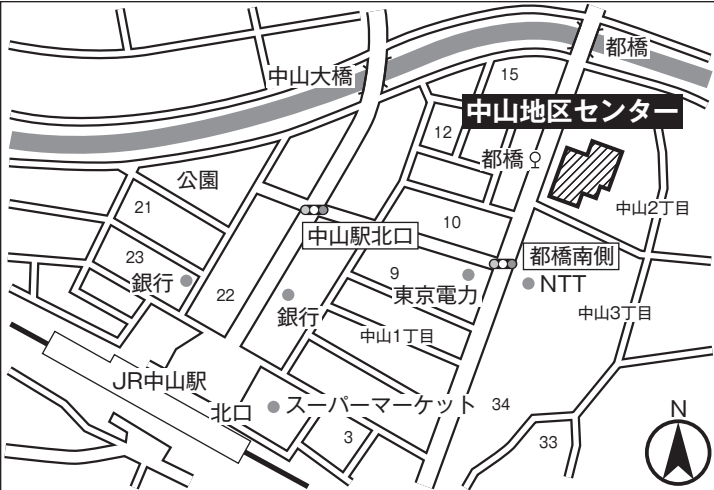 都橋
中山大橋
15
中山地区センター
12
都橋
公園
21
中山2丁目
10
中山駅北口
都橋南側
23
銀行
22
9
東京電力
NTT
銀行
中山1丁目
中山3丁目
JR中山駅
北口
スーパーマーケット
34
3
33
N